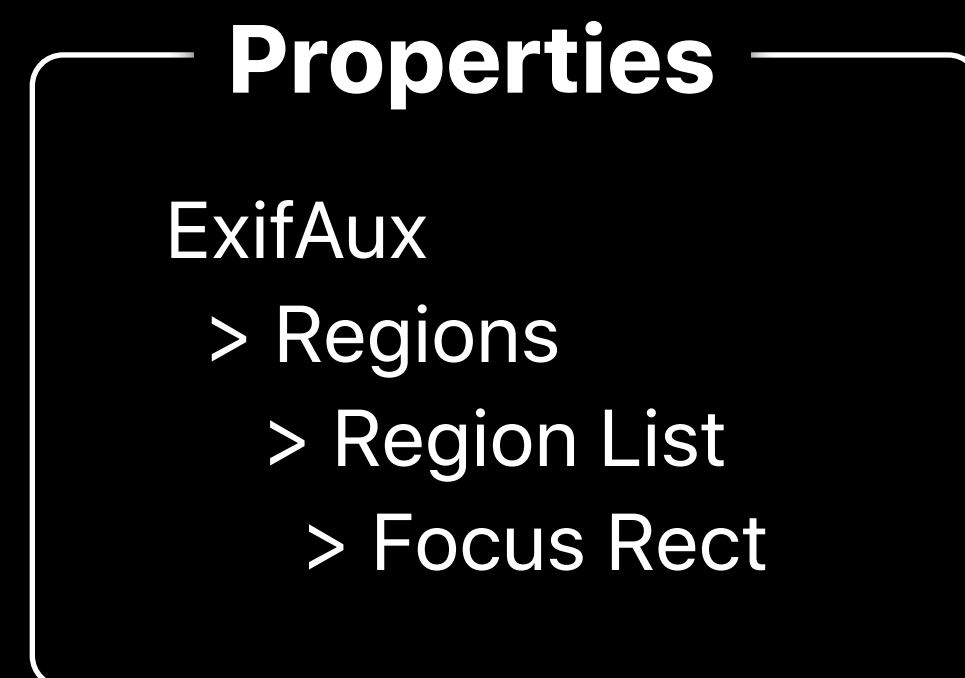 Properties
ExifAux
> Regions
> Region List
> Focus Rect